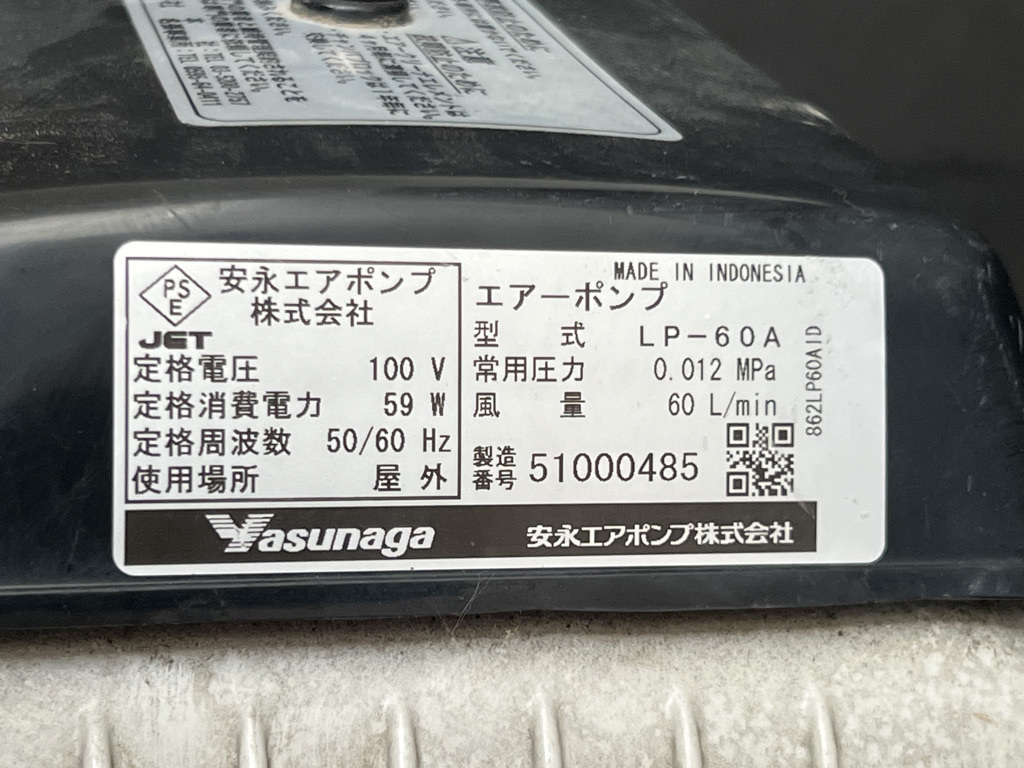 安永エアポンプ
株式会社
PS
E
JET
定格電圧 100 V
定格消費電力 59 W
定格周波数 50/60 Hz
使用場所 屋外
MADE IN INDONESIA
エアーポンプ
型式 LP-60A
常用圧力 0.012 MPa
風量 60 L/min
製造
番号 51000485
862LP60AID
Yasunaga
安永エアポンプ株式会社